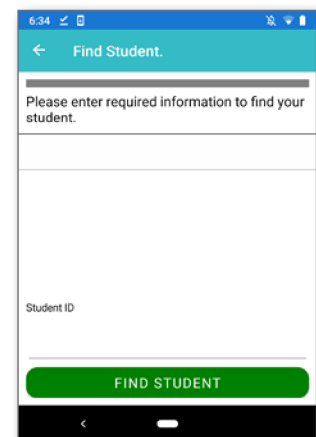 6:34
Find Student.
Please enter required information to find your
student.
Student ID
FIND STUDENT